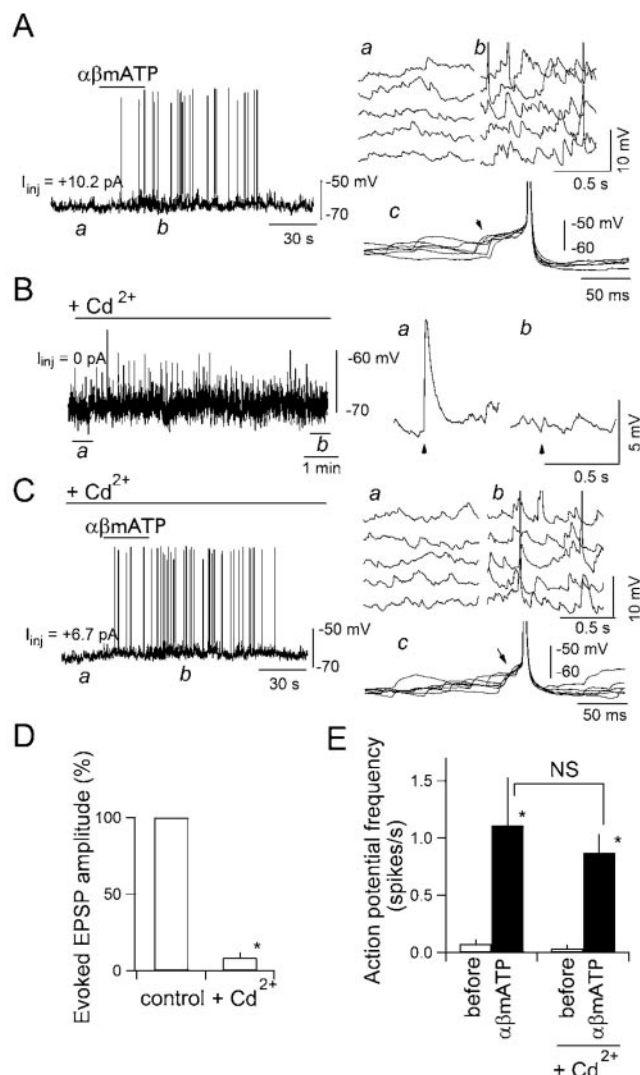 A
αβmATP
I inj = +10.2 pA
-50 mV
-70
a
b
30 s
a
b
10 mV
0.5 s
c
-50 mV
-60
50 ms
B
+ Cd2+
I inj = 0 pA
-60 mV
-70
a
b
1 min
a
b
5 mV
0.5 s
C
+ Cd2+
αβmATP
I inj = +6.7 pA
-50 mV
-70
a
b
30 s
a
b
10 mV
0.5 s
c
-50 mV
-60
50 ms
D
Evoked EPSP amplitude (%)
100
50
0
*
control + Cd2+
E
Action potential frequency
(spikes/s)
1.5
1.0
0.5
0.0
NS
*
*
before
αβmATP
before
αβmATP
+ Cd2+